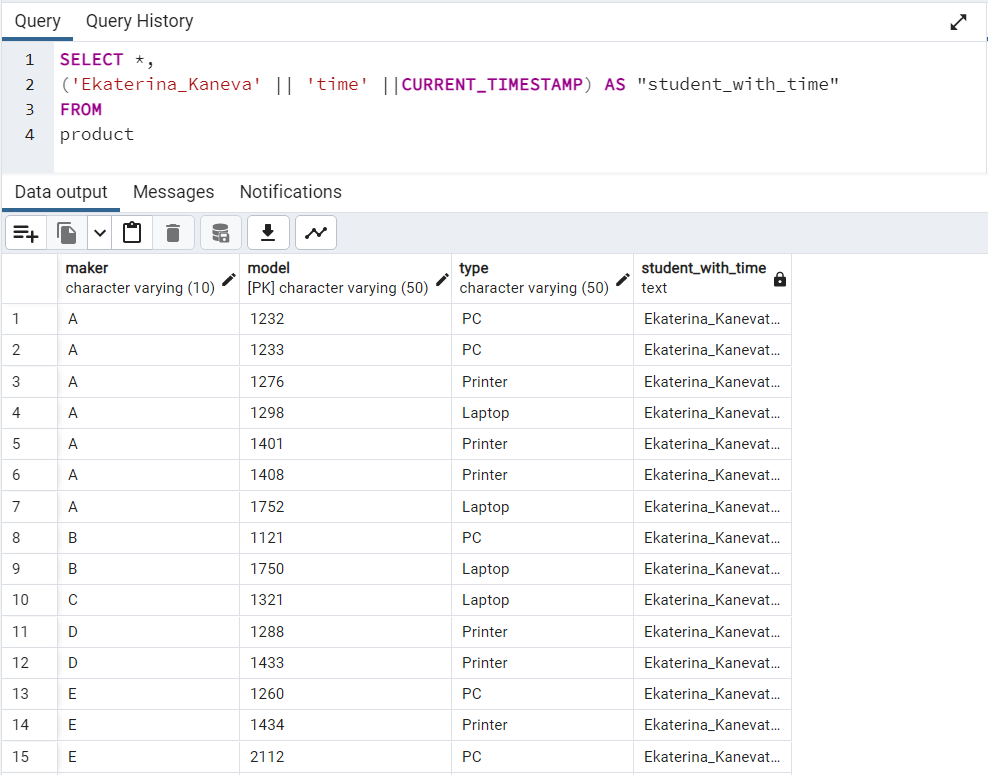 Query Query History
1 SELECT *,
2 ('Ekaterina_Kaneva' || 'time' ||CURRENT_TIMESTAMP) AS "student_with_time"
3 FROM
4 product
Data output Messages Notifications
maker model type student_with_time
character varying (10) [PK] character varying (50) character varying (50) text
1 A 1232 PC Ekaterina_Kanevat...
2 A 1233 PC Ekaterina_Kanevat...
3 A 1276 Printer Ekaterina_Kanevat...
4 A 1298 Laptop Ekaterina_Kanevat...
5 A 1401 Printer Ekaterina_Kanevat...
6 A 1408 Printer Ekaterina_Kanevat...
7 A 1752 Laptop Ekaterina_Kanevat...
8 B 1121 PC Ekaterina_Kanevat...
9 B 1750 Laptop Ekaterina_Kanevat...
10 C 1321 Laptop Ekaterina_Kanevat...
11 D 1288 Printer Ekaterina_Kanevat...
12 D 1433 Printer Ekaterina_Kanevat...
13 E 1260 PC Ekaterina_Kanevat...
14 E 1434 Printer Ekaterina_Kanevat...
15 E 2112 PC Ekaterina_Kanevat...